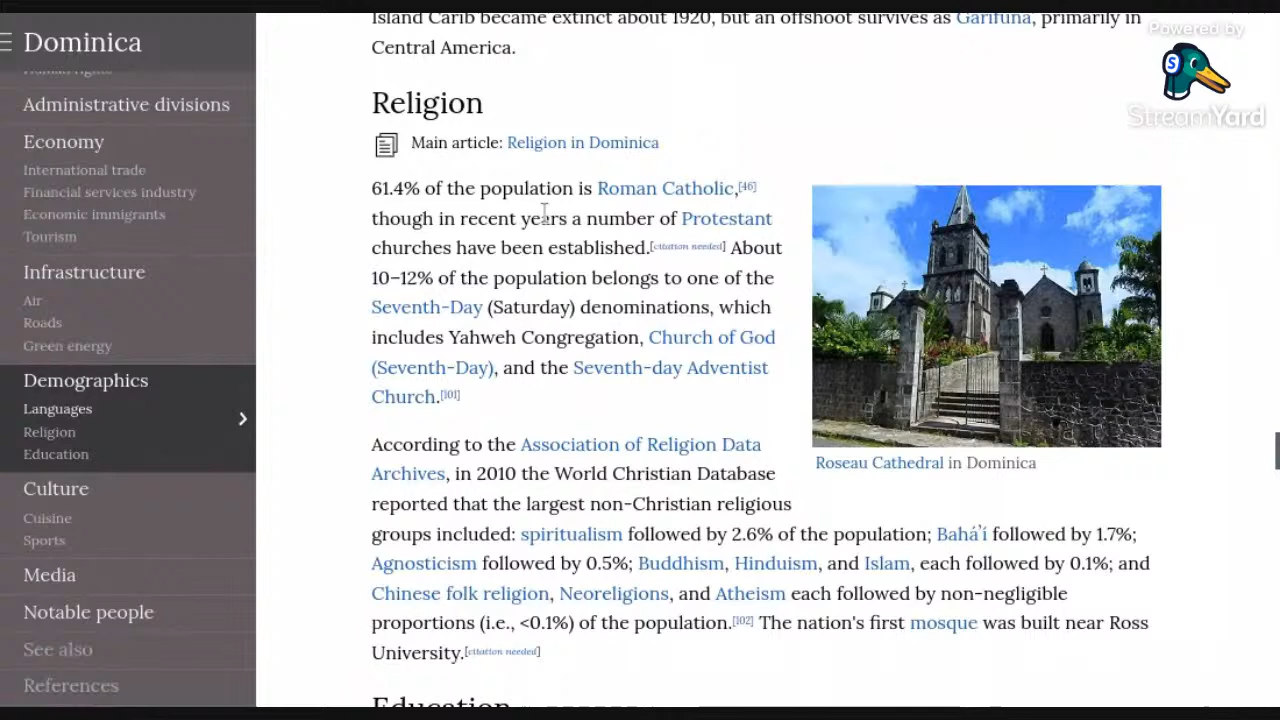 Island Carib became extinct about 1920, but an offshoot survives as Garifuna, primarily in
Central America.
Powered by
StreamYard
Dominica
Human rights
Administrative divisions
Economy
International trade
Financial services industry
Economic immigrants
Tourism
Infrastructure
Air
Roads
Green energy
Demographics
Languages
Religion
Education
Culture
Cuisine
Sports
Media
Notable people
See also
References
Religion
Main article: Religion in Dominica
61.4% of the population is Roman Catholic,[46]
though in recent years a number of Protestant
churches have been established.[citation needed] About
10–12% of the population belongs to one of the
Seventh-Day (Saturday) denominations, which
includes Yahweh Congregation, Church of God
(Seventh-Day), and the Seventh-day Adventist
Church.[101]
Roseau Cathedral in Dominica
According to the Association of Religion Data
Archives, in 2010 the World Christian Database
reported that the largest non-Christian religious
groups included: spiritualism followed by 2.6% of the population; Baháʼí followed by 1.7%;
Agnosticism followed by 0.5%; Buddhism, Hinduism, and Islam, each followed by 0.1%; and
Chinese folk religion, Neoreligions, and Atheism each followed by non-negligible
proportions (i.e., <0.1%) of the population.[102] The nation's first mosque was built near Ross
University.[citation needed]
Education